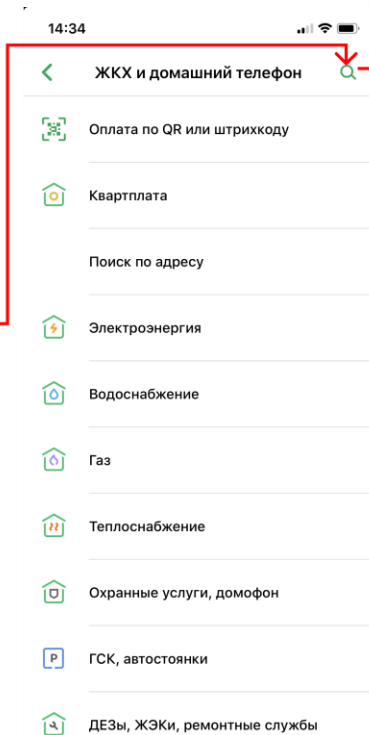 14:34
ЖКХ и домашний телефон
Оплата по QR или штрихкоду
Квартплата
Поиск по адресу
Электроэнергия
Водоснабжение
Газ
Теплоснабжение
Охранные услуги, домофон
P
ГСК, автостоянки
ДЕЗы, ЖЭКи, ремонтные службы